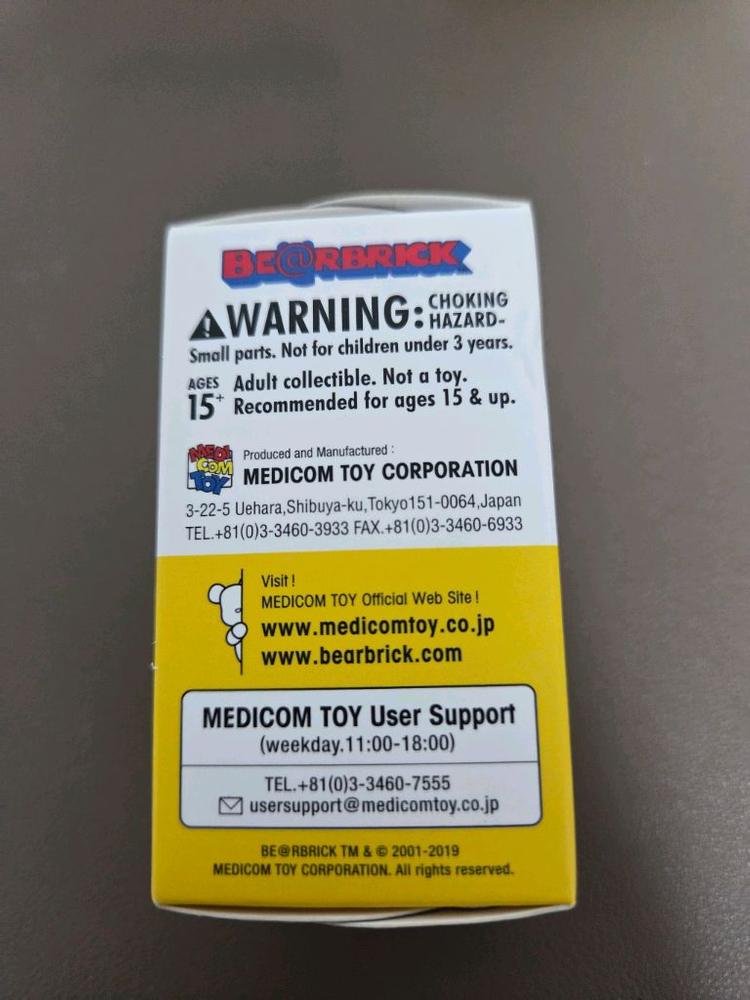 BE@RBRICK
WARNING: CHOKING
HAZARD-
Small parts. Not for children under 3 years.
AGES
15+
Adult collectible. Not a toy.
Recommended for ages 15 & up.
MEDI
COM
TOY
Produced and Manufactured :
MEDICOM TOY CORPORATION
3-22-5 Uehara,Shibuya-ku,Tokyo151-0064,Japan
TEL.+81(0)3-3460-3933 FAX.+81(0)3-3460-6933
Visit !
MEDICOM TOY Official Web Site !
www.medicomtoy.co.jp
www.bearbrick.com
MEDICOM TOY User Support
(weekday.11:00-18:00)
TEL.+81(0)3-3460-7555
usersupport@medicomtoy.co.jp
BE@RBRICK TM & © 2001-2019
MEDICOM TOY CORPORATION. All rights reserved.